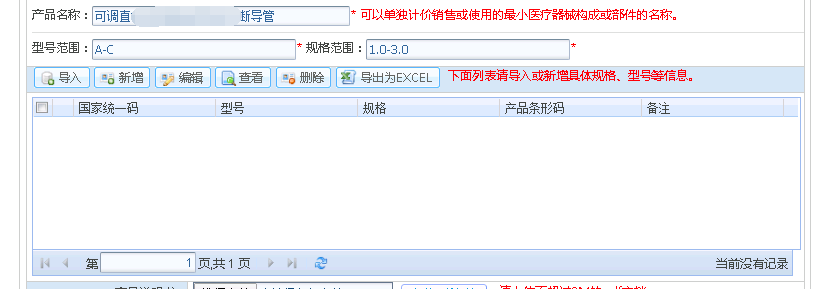 产品名称：可调直 断导管 * 可以单独计价销售或使用的最小医疗器械构成或部件的名称。
型号范围：A-C * 规格范围：1.0-3.0 *
导入 新增 编辑 查看 删除 导出为EXCEL 下面列表请导入或新增具体规格、型号等信息。
国家统一码 型号 规格 产品条形码 备注
第 1 页,共 1 页 当前没有记录